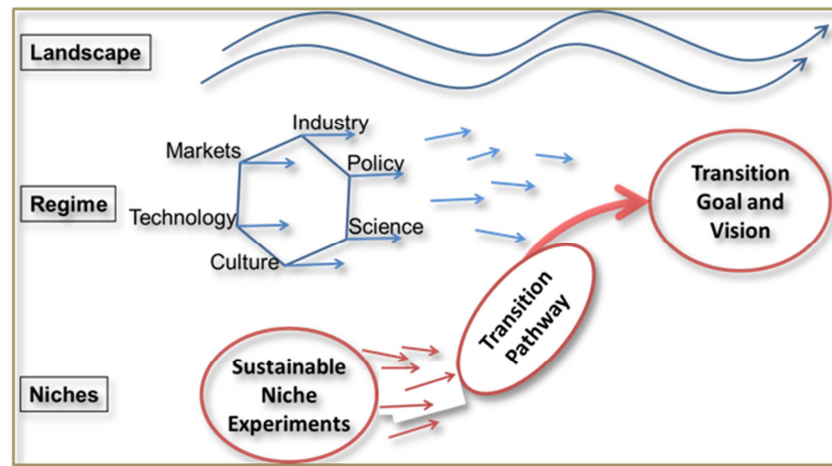 Landscape
Industry
Markets
Policy
Regime
Technology
Science
Culture
Transition
Goal and
Vision
Transition
Pathway
Niches
Sustainable
Niche
Experiments